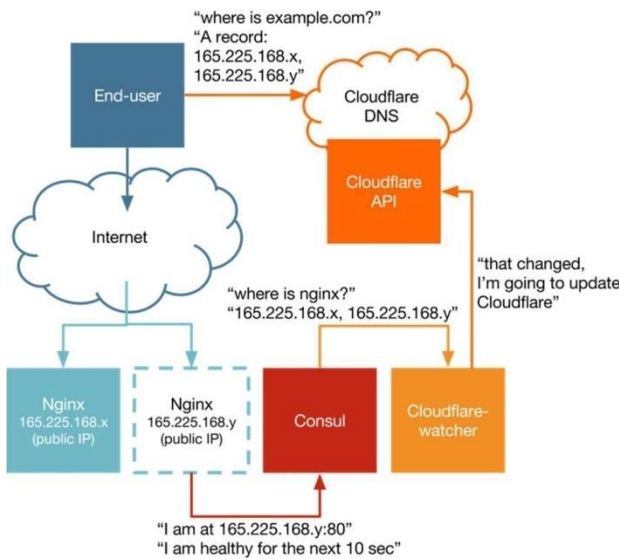 “where is example.com?”
“A record:
165.225.168.x,
165.225.168.y”
End-user
Cloudflare
DNS
Cloudflare
API
Internet
“that changed,
I’m going to update
Cloudflare”
“where is nginx?”
“165.225.168.x, 165.225.168.y”
Nginx
165.225.168.x
(public IP)
Nginx
165.225.168.y
(public IP)
Consul
Cloudflare-
watcher
“I am at 165.225.168.y:80”
“I am healthy for the next 10 sec”